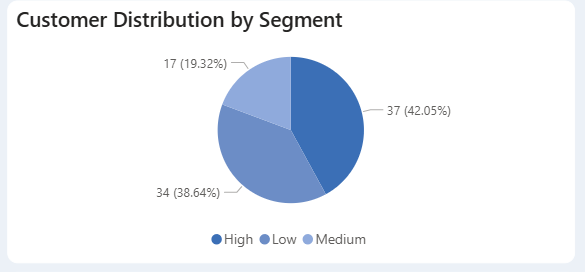 Customer Distribution by Segment
17 (19.32%)
37 (42.05%)
34 (38.64%)
High Low Medium